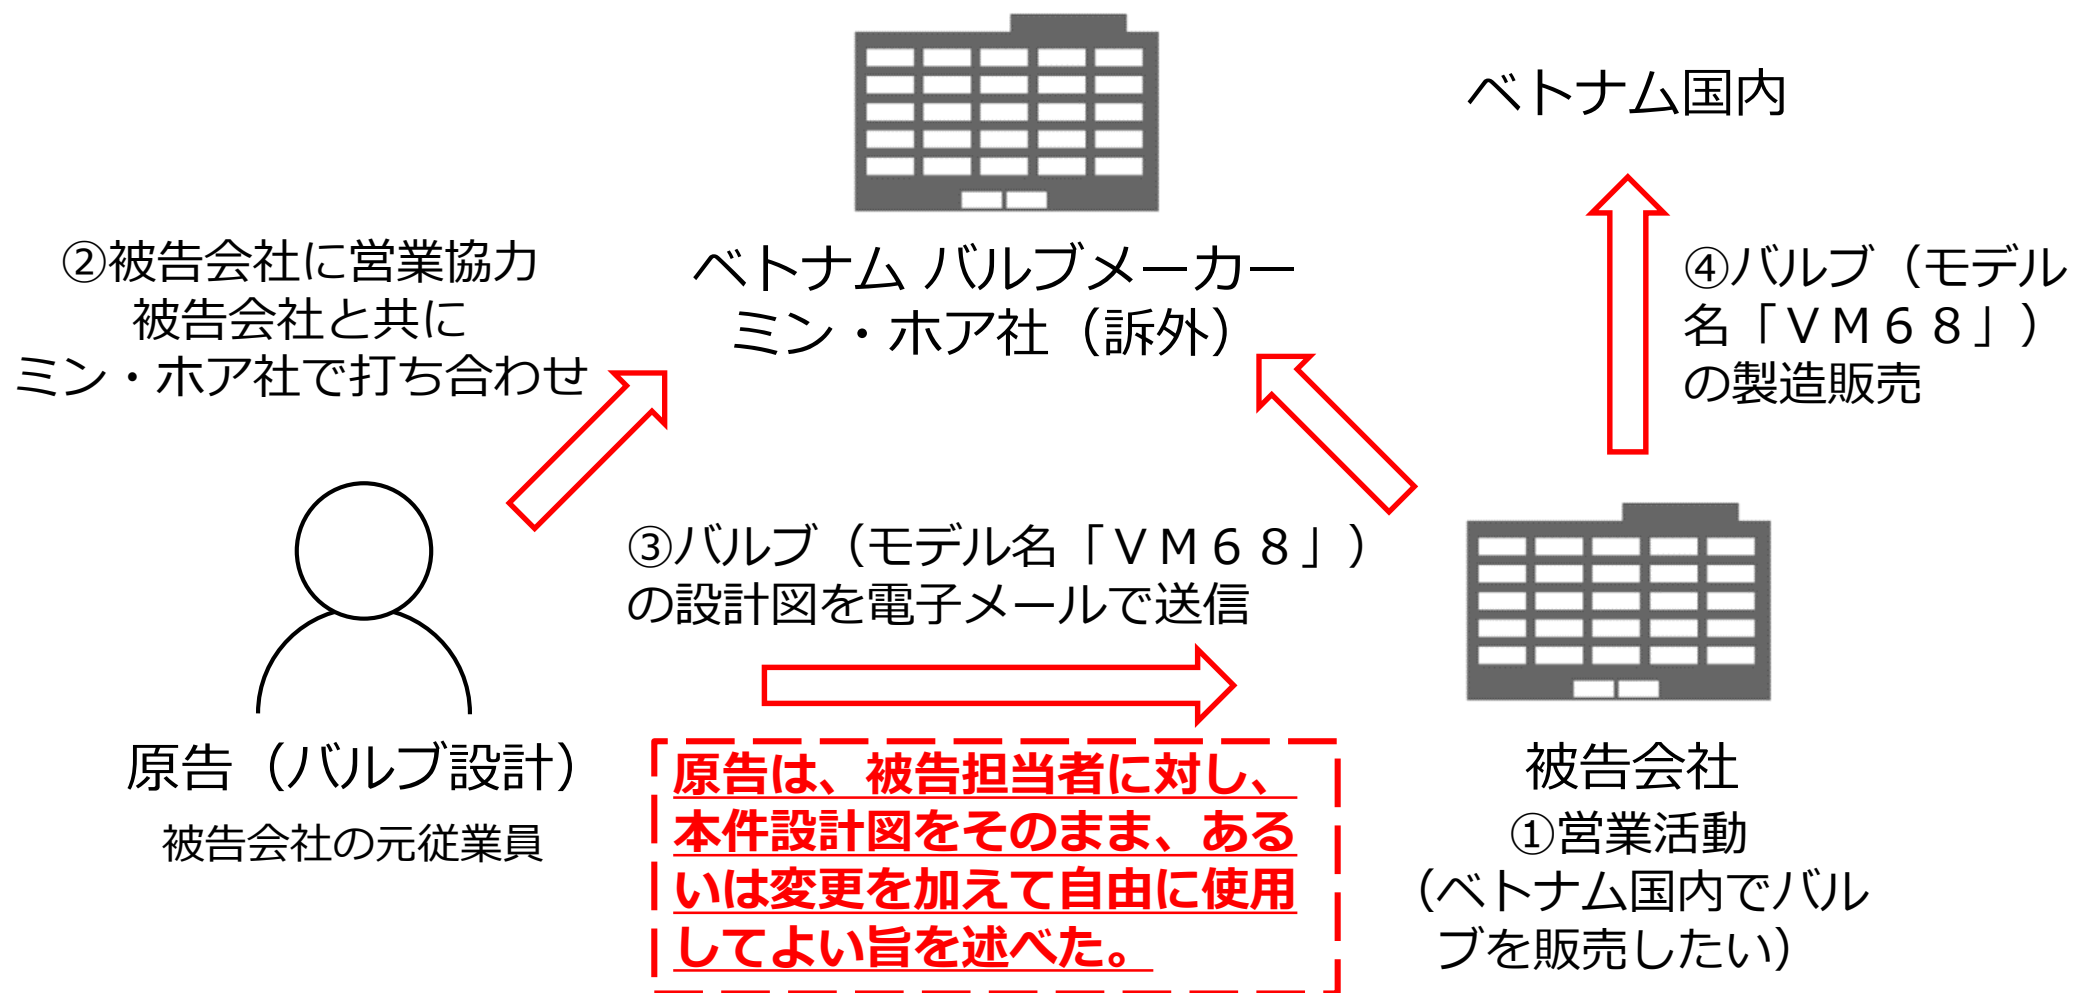 ベトナム国内
②被告会社に営業協力
被告会社と共に
ミン・ホア社で打ち合わせ
ベトナム バルブメーカー
ミン・ホア社（訴外）
④バルブ（モデル
名「ＶＭ６８」）
の製造販売
③バルブ（モデル名「ＶＭ６８」）
の設計図を電子メールで送信
原告（バルブ設計）
被告会社の元従業員
原告は、被告担当者に対し、
本件設計図をそのまま、ある
いは変更を加えて自由に使用
してよい旨を述べた。
被告会社
①営業活動
（ベトナム国内でバル
ブを販売したい）